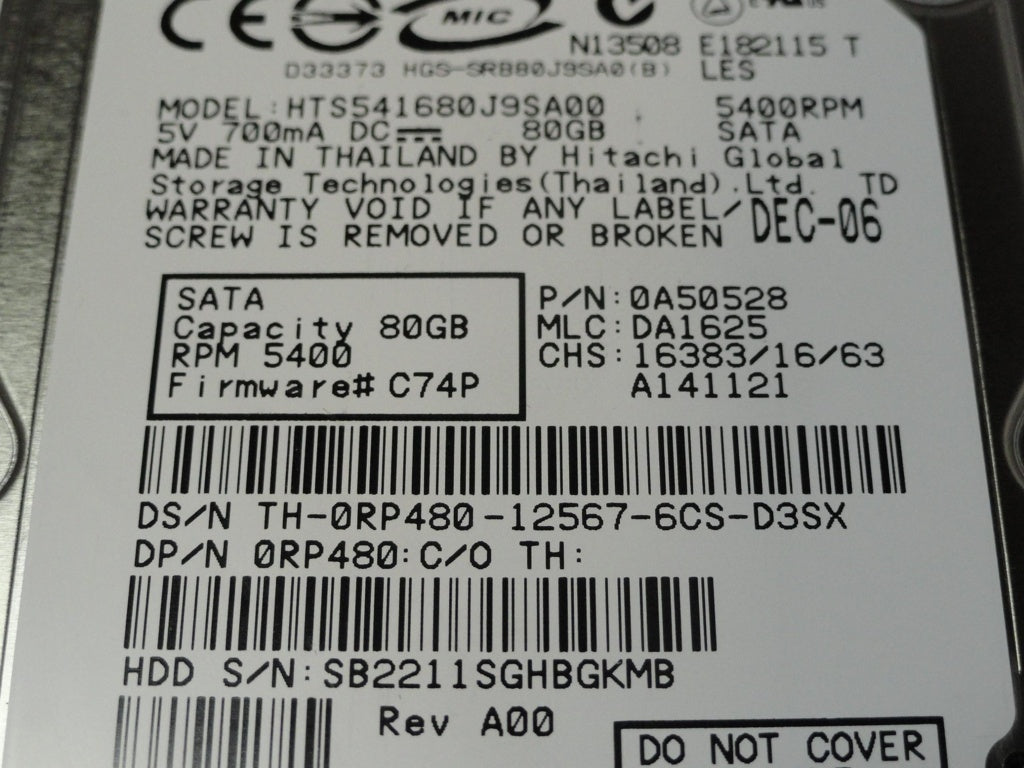 MIC
N13508 E182115 T
D33373 HGS-SRB80J9SA0(B) LES
MODEL:HTS541680J9SA00 5400RPM
5V 700mA DC 80GB SATA
MADE IN THAILAND BY Hitachi Global
Storage Technologies(Thailand).Ltd. TD
WARRANTY VOID IF ANY LABEL/
SCREW IS REMOVED OR BROKEN DEC-06
SATA
Capacity 80GB
RPM 5400
Firmware# C74P
P/N:0A50528
MLC:DA1625
CHS:16383/16/63
A141121
DS/N TH-0RP480-12567-6CS-D3SX
DP/N 0RP480:C/O TH:
HDD S/N:SB2211SGHBGKMB
Rev A00
DO NOT COVER